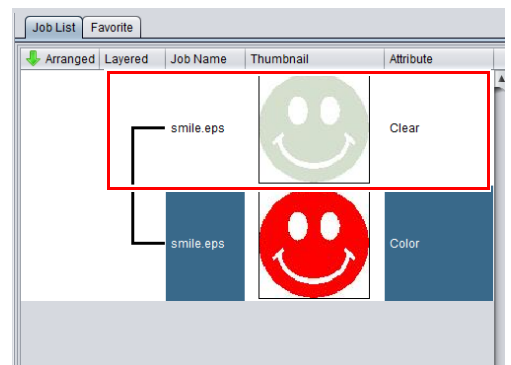 Job List Favorite
Arranged Layered Job Name Thumbnail Attribute
smile.eps Clear
smile.eps Color